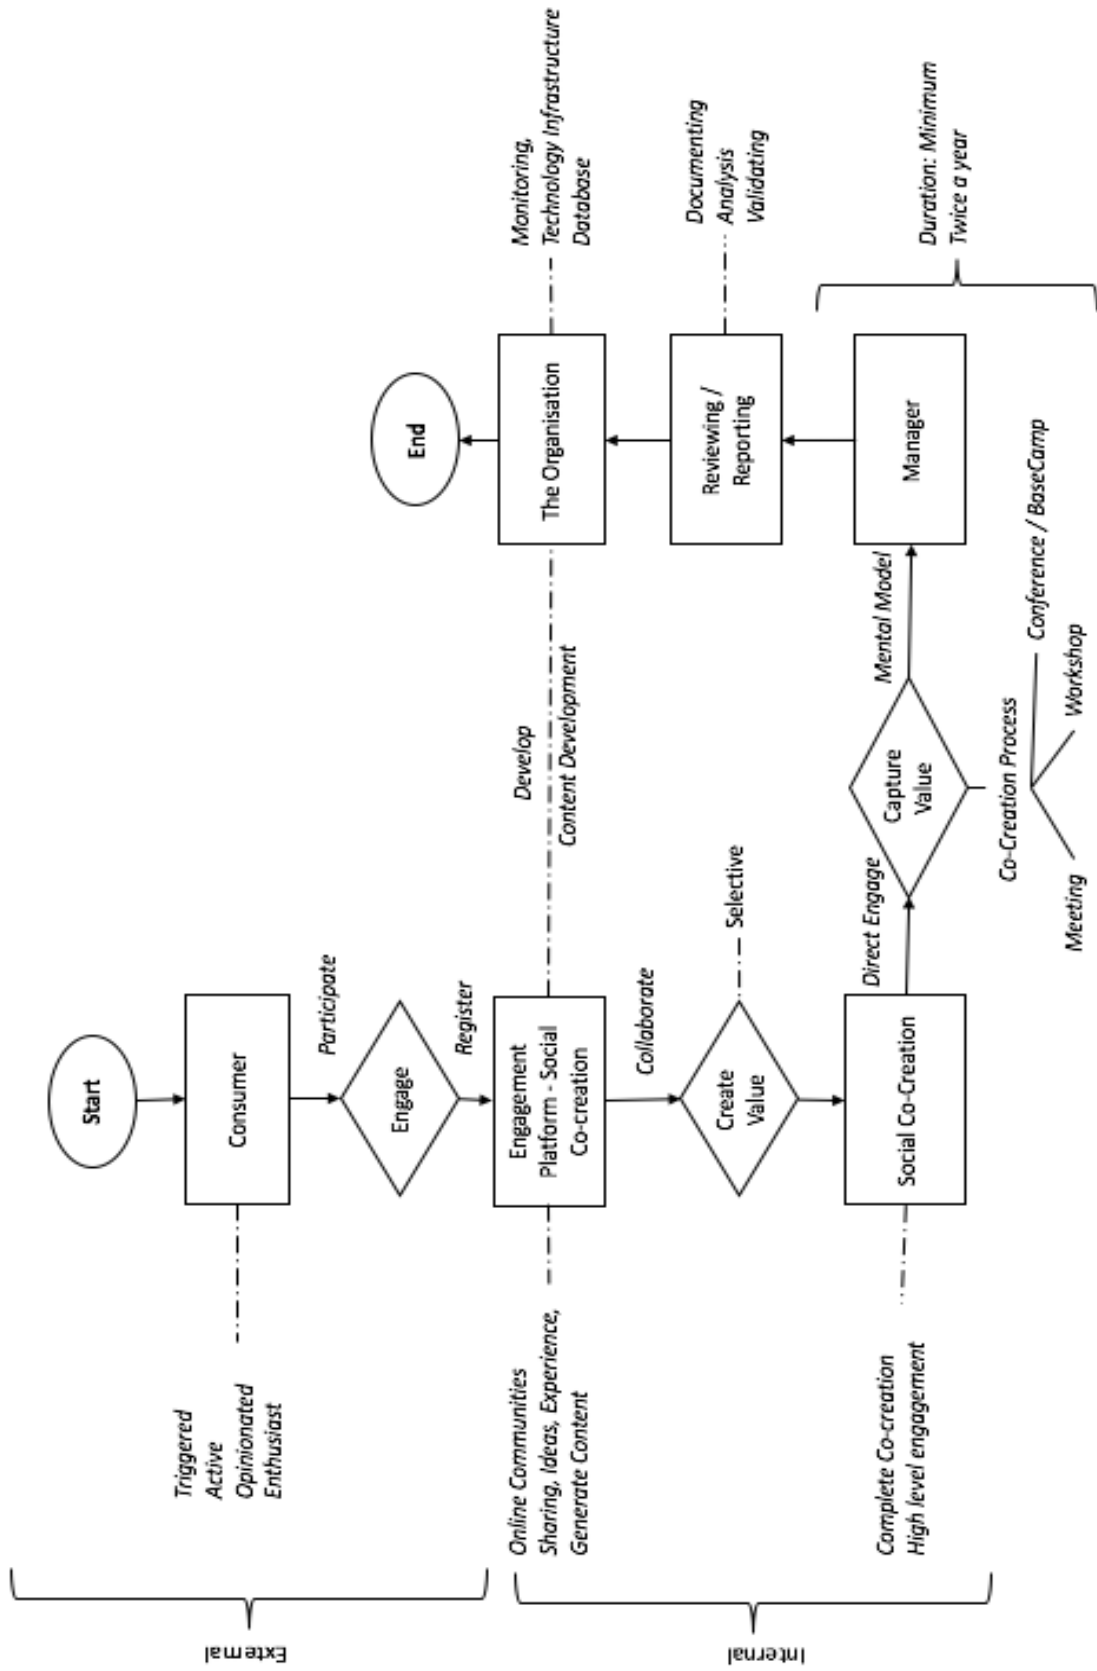 External
Internal
Start
Consumer
Triggered
Active
Opinionated
Enthusiast
Participate
Engage
Register
Engagement
Platform - Social
Co-creation
Online Communities
Sharing, Ideas, Experience,
Generate Content
Develop
Content Development
Collaborate
Create
Value
Selective
Social Co-Creation
Complete Co-creation
High level engagement
Direct Engage
Capture
Value
Co-Creation Process
Meeting
Workshop
Conference / BaseCamp
Mental Model
Manager
Duration: Minimum
Twice a year
Reviewing /
Reporting
Documenting
Analysis
Validating
The Organisation
Monitoring,
Technology Infrastructure
Database
End